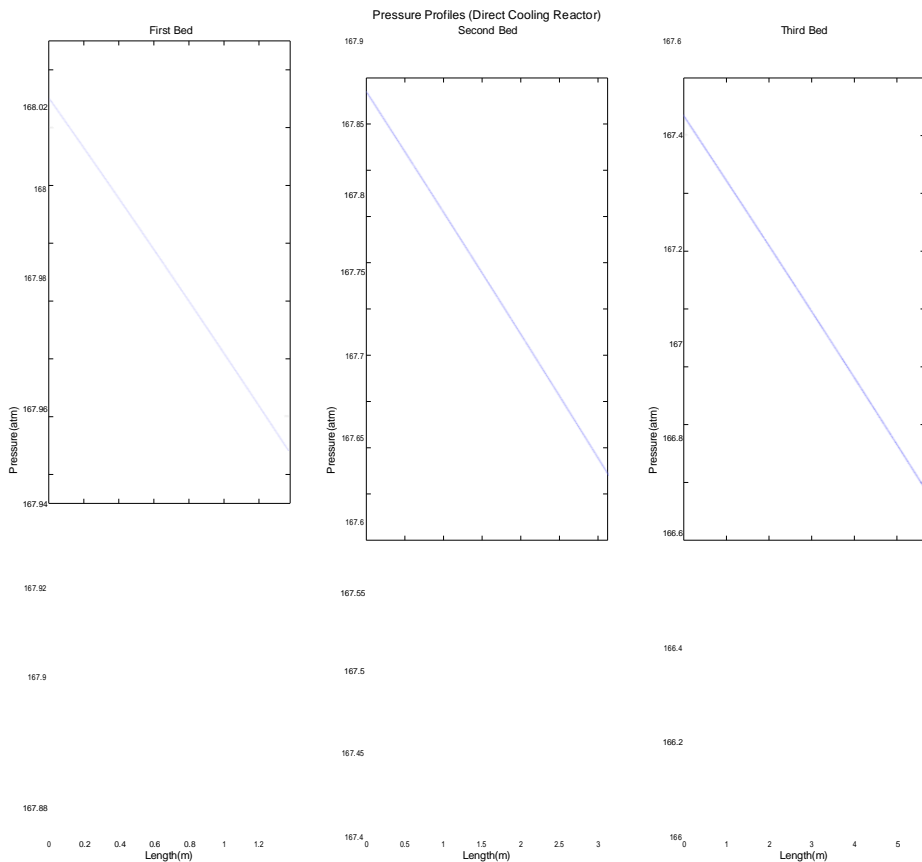 Pressure Profiles (Direct Cooling Reactor)
First Bed
168.02
168
167.98
167.96
167.94
167.92
167.9
167.88
Pressure(atm)
0 0.2 0.4 0.6 0.8 1 1.2
Length(m)
Second Bed
167.9
167.85
167.8
167.75
167.7
167.65
167.6
167.55
167.5
167.45
167.4
Pressure(atm)
0 0.5 1 1.5 2 2.5 3
Length(m)
Third Bed
167.6
167.4
167.2
167
166.8
166.6
166.4
166.2
166
Pressure(atm)
0 1 2 3 4 5
Length(m)